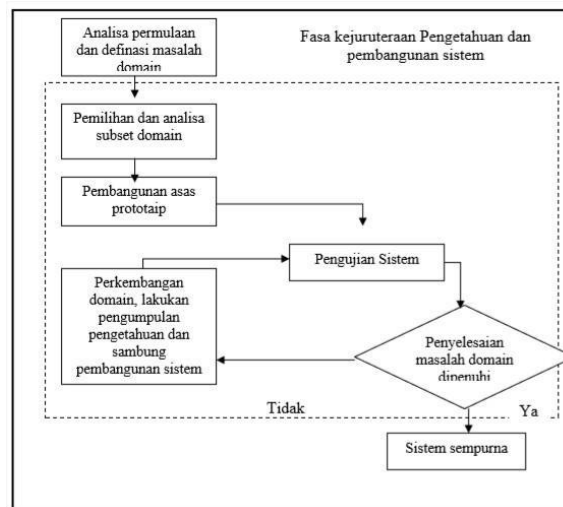 Analisa permulaan
dan definasi masalah
domain
Fasa kejuruteraan Pengetahuan dan
pembangunan sistem
Pemilihan dan analisa
subset domain
Pembangunan asas
prototaip
Pengujian Sistem
Perkembangan
domain, lakukan
pengumpulan
pengetahuan dan
sambung
pembangunan sistem
Penyelesaian
masalah domain
dipenuhi
Tidak
Ya
Sistem sempurna